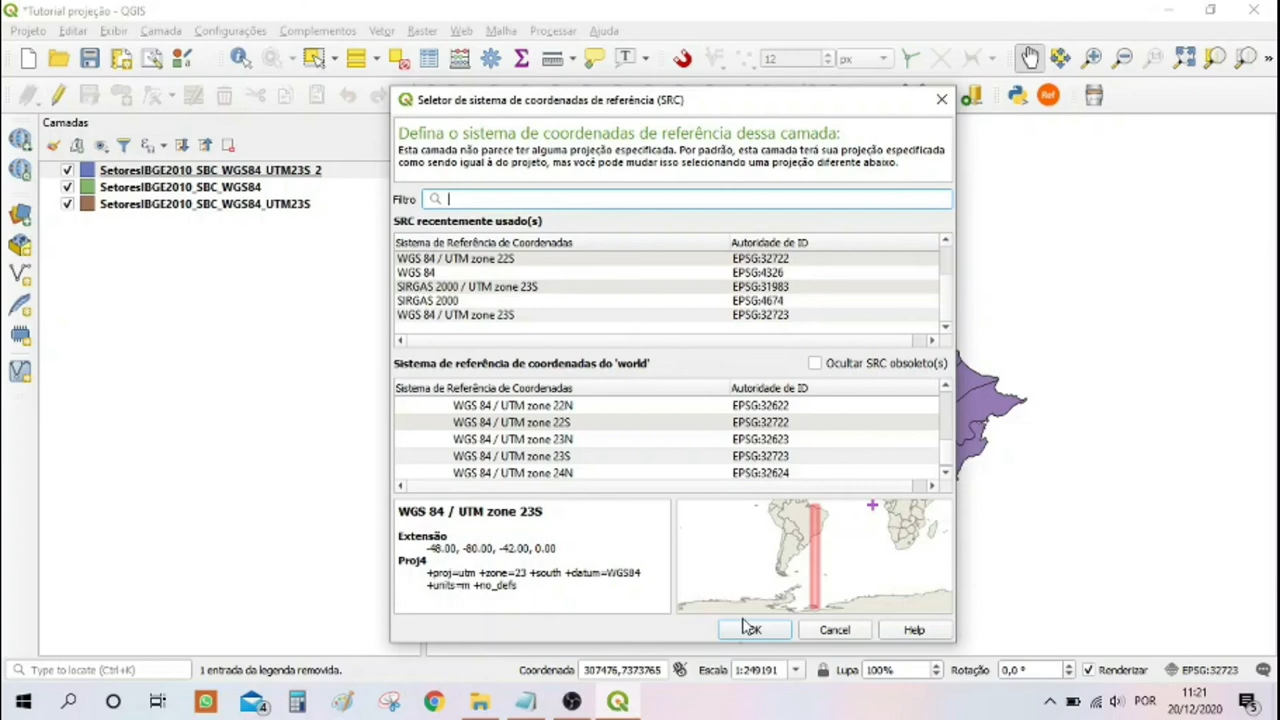 *Tutorial projeção - QGIS
Projeto Editar Exibir Camada Configurações Complementos Vetor Raster Web Malha Processar Ajuda
12 px
Ref
Camadas
SetoresIBGE2010_SBC_WGS84_UTM23S_2
SetoresIBGE2010_SBC_WGS84
SetoresIBGE2010_SBC_WGS84_UTM23S
Seletor de sistema de coordenadas de referência (SRC)
Defina o sistema de coordenadas de referência dessa camada:
Esta camada não parece ter alguma projeção especificada. Por padrão, esta camada terá sua projeção especificada
como sendo igual à do projeto, mas você pode mudar isso selecionando uma projeção diferente abaixo.
Filtro
SRC recentemente usado(s)
Sistema de Referência de Coordenadas Autoridade de ID
WGS 84 / UTM zone 22S EPSG:32722
WGS 84 EPSG:4326
SIRGAS 2000 / UTM zone 23S EPSG:31983
SIRGAS 2000 EPSG:4674
WGS 84 / UTM zone 23S EPSG:32723
Sistema de referência de coordenadas do 'world' Ocultar SRC obsoleto(s)
Sistema de Referência de Coordenadas Autoridade de ID
WGS 84 / UTM zone 22N EPSG:32622
WGS 84 / UTM zone 22S EPSG:32722
WGS 84 / UTM zone 23N EPSG:32623
WGS 84 / UTM zone 23S EPSG:32723
WGS 84 / UTM zone 24N EPSG:32624
WGS 84 / UTM zone 23S
Extensão
-48.00, -80.00, -42.00, 0.00
Proj4
+proj=utm +zone=23 +south +datum=WGS84
+units=m +no_defs
OK Cancel Help
Type to locate (Ctrl+K) 1 entrada da legenda removida. Coordenada 307476,7373765 Escala 1:249191 Lupa 100% Rotação 0,0 ° Renderizar EPSG:32723
4 POR 11:21
20/12/2020 5